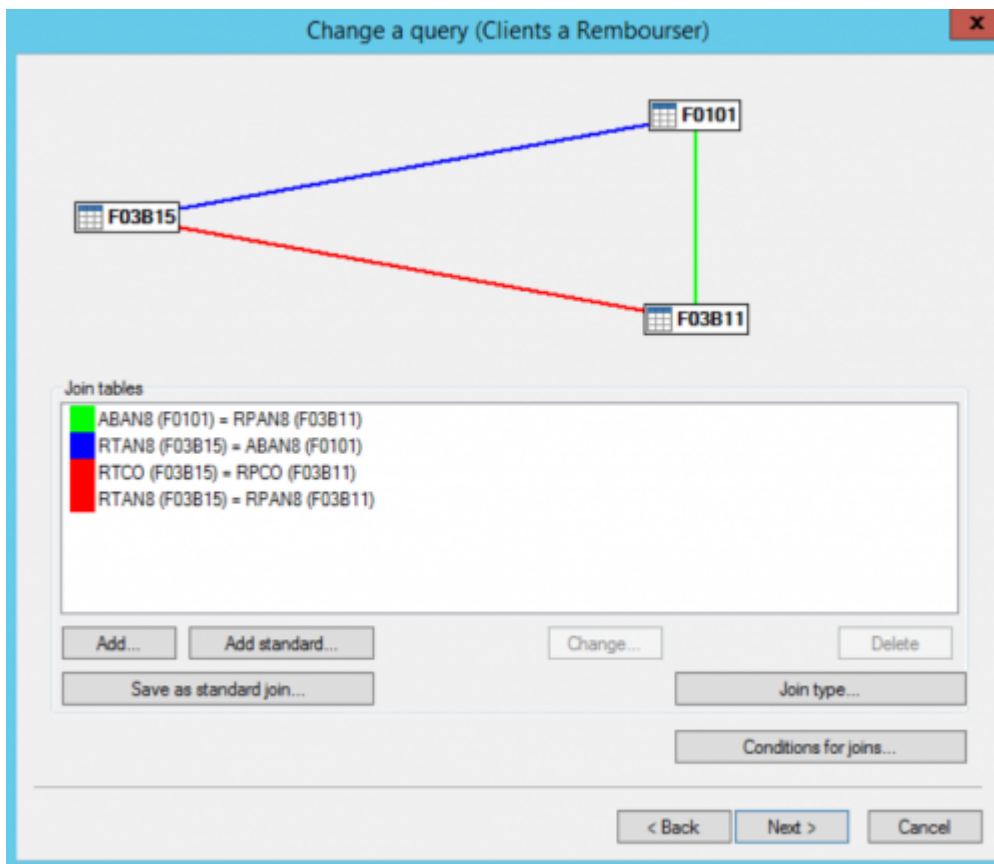 Change a query (Clients a Rembourser)
x
F0101
F03B15
F03B11
Join tables
ABAN8 (F0101) = RPAN8 (F03B11)
RTAN8 (F03B15) = ABAN8 (F0101)
RTCO (F03B15) = RPCO (F03B11)
RTAN8 (F03B15) = RPAN8 (F03B11)
Add... Add standard... Change... Delete
Save as standard join... Join type...
Conditions for joins...
< Back Next > Cancel